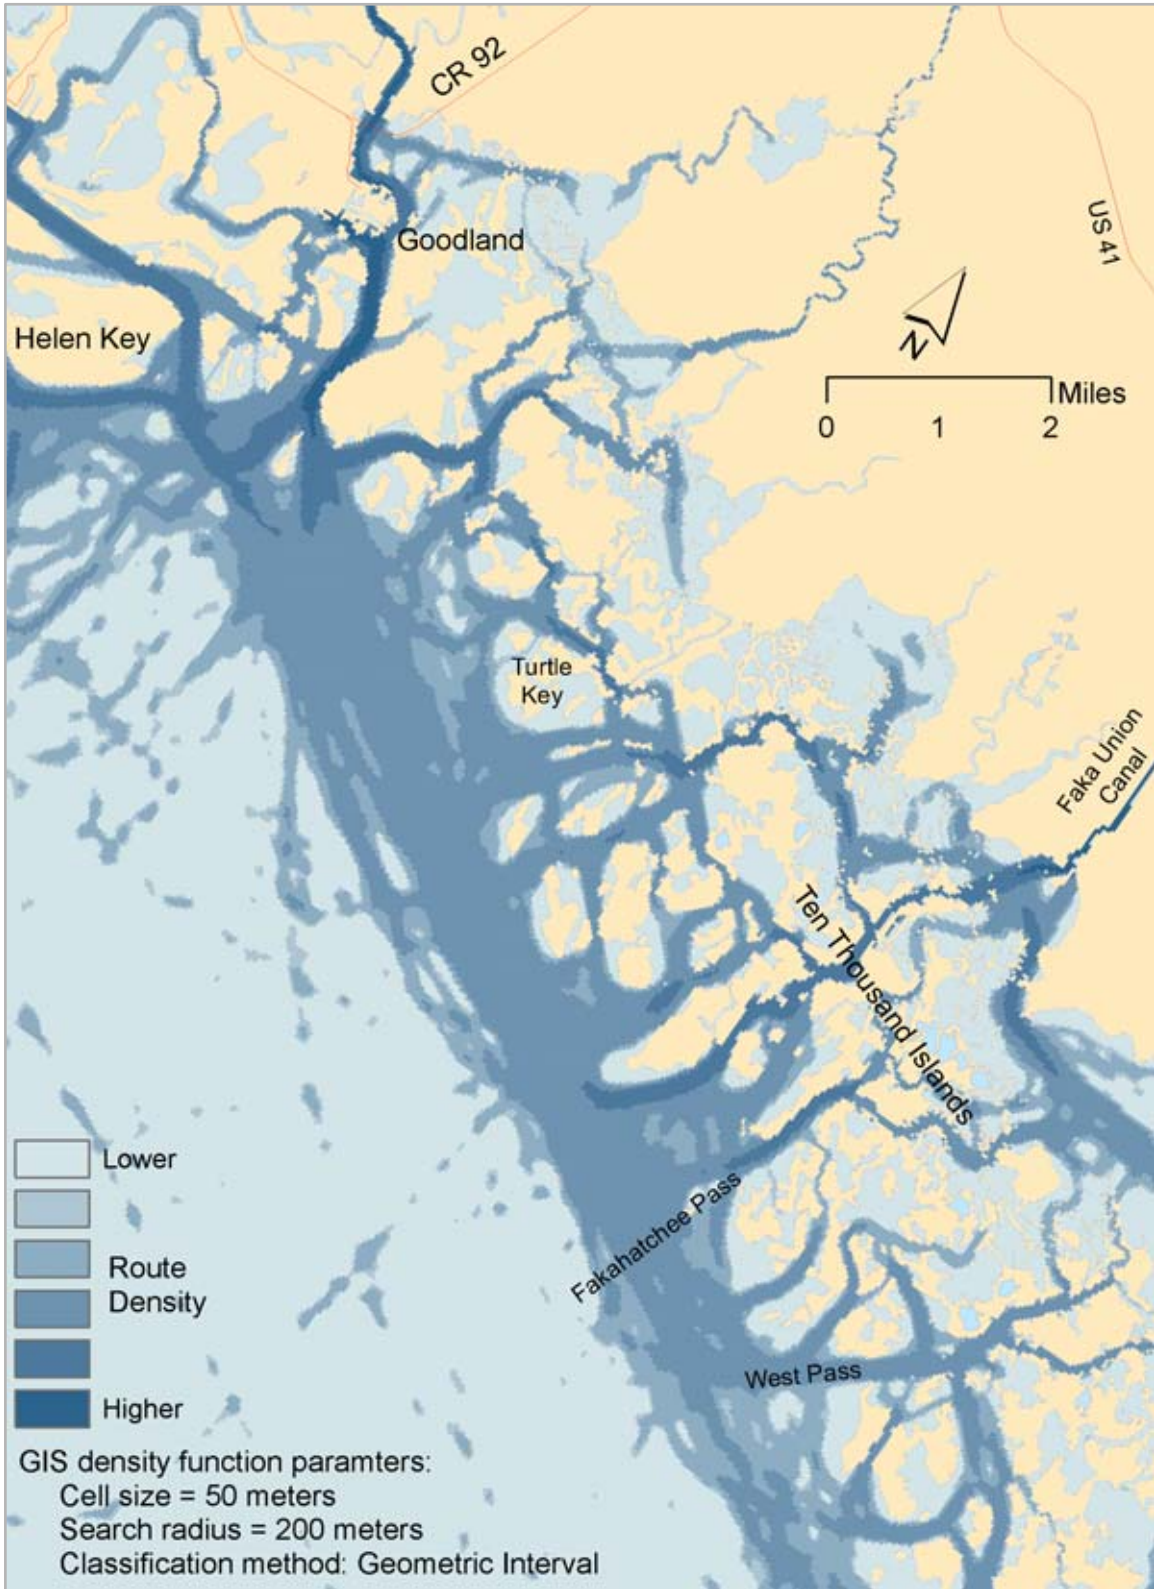 CR 92
Goodland
US 41
Helen Key
N
Miles
0 1 2
Turtle
Key
Faka Union
Canal
Ten Thousand Islands
Lower
Fakahatchee Pass
Route
Density
West Pass
Higher
GIS density function paramters:
Cell size = 50 meters
Search radius = 200 meters
Classification method: Geometric Interval